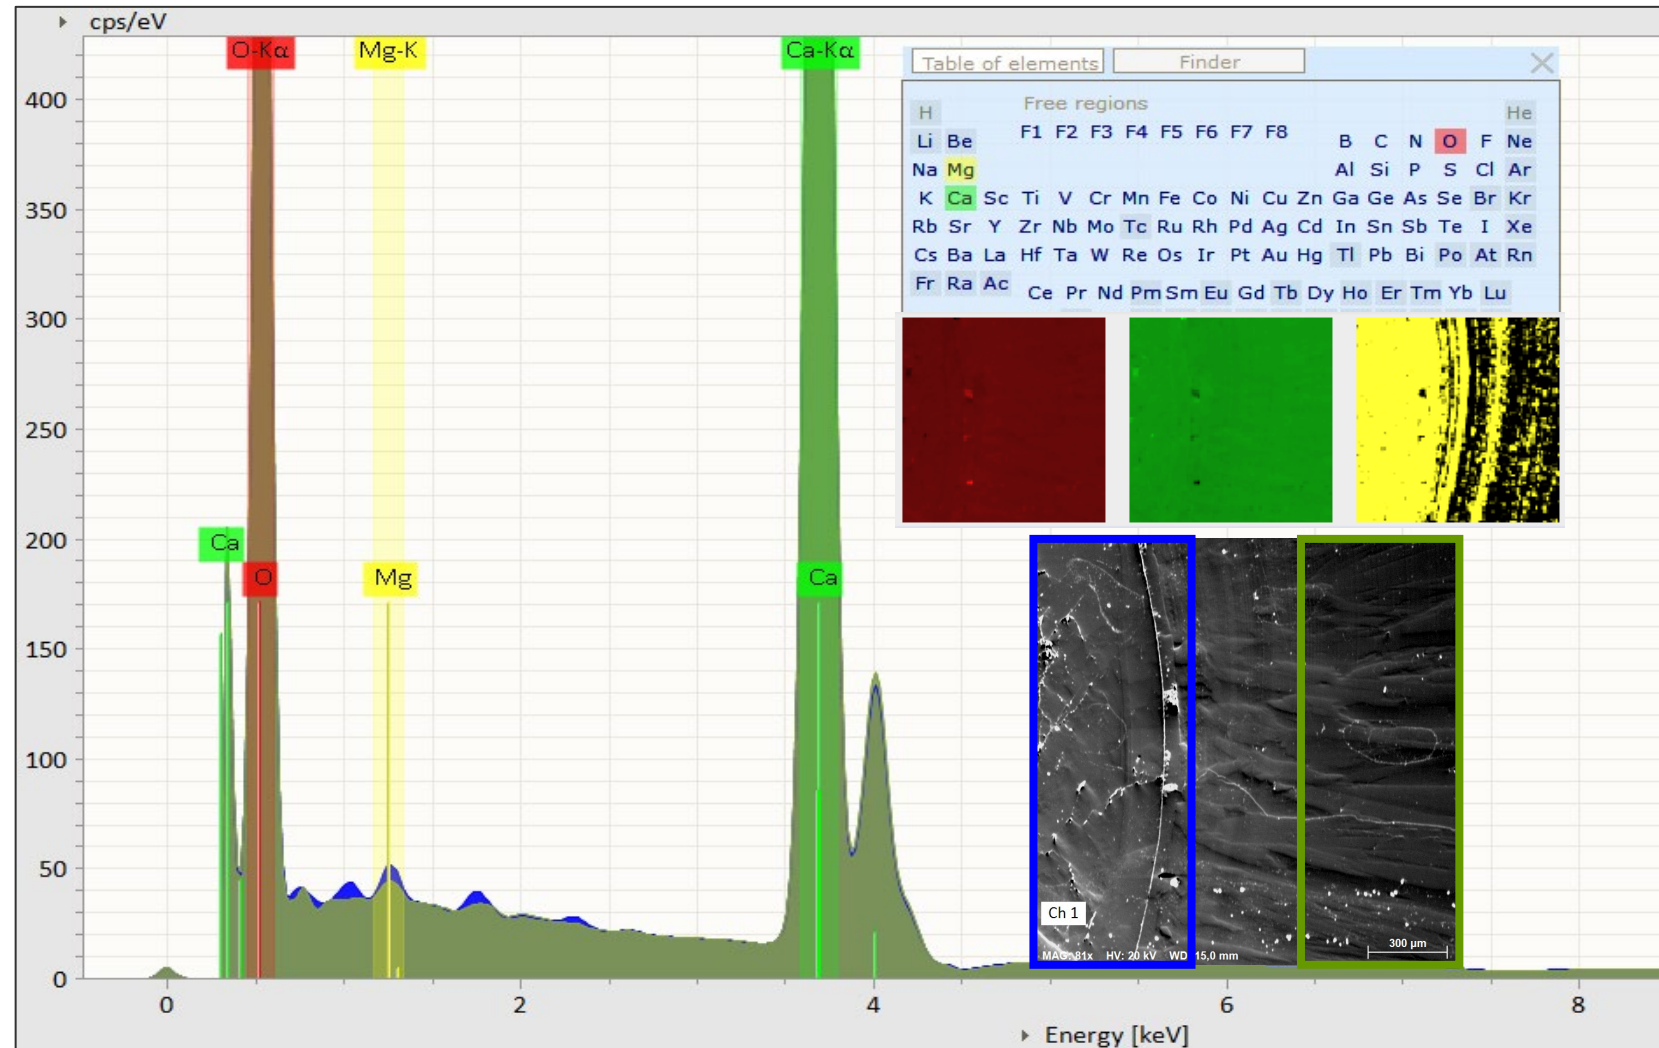 cps/eV
O-Kα Mg-K Ca-Kα
Table of elements Finder
Free regions
H He
F1 F2 F3 F4 F5 F6 F7 F8
Li Be B C N O F Ne
Na Mg Al Si P S Cl Ar
K Ca Sc Ti V Cr Mn Fe Co Ni Cu Zn Ga Ge As Se Br Kr
Rb Sr Y Zr Nb Mo Tc Ru Rh Pd Ag Cd In Sn Sb Te I Xe
Cs Ba La Hf Ta W Re Os Ir Pt Au Hg Tl Pb Bi Po At Rn
Fr Ra Ac Ce Pr Nd Pm Sm Eu Gd Tb Dy Ho Er Tm Yb Lu
400
350
300
250
200
150
100
50
0
Ca
O Mg Ca
Ch 1
MAG: 81x HV: 20 kV WD: 15,0 mm
300 µm
0 2 4 6 8
Energy [keV]